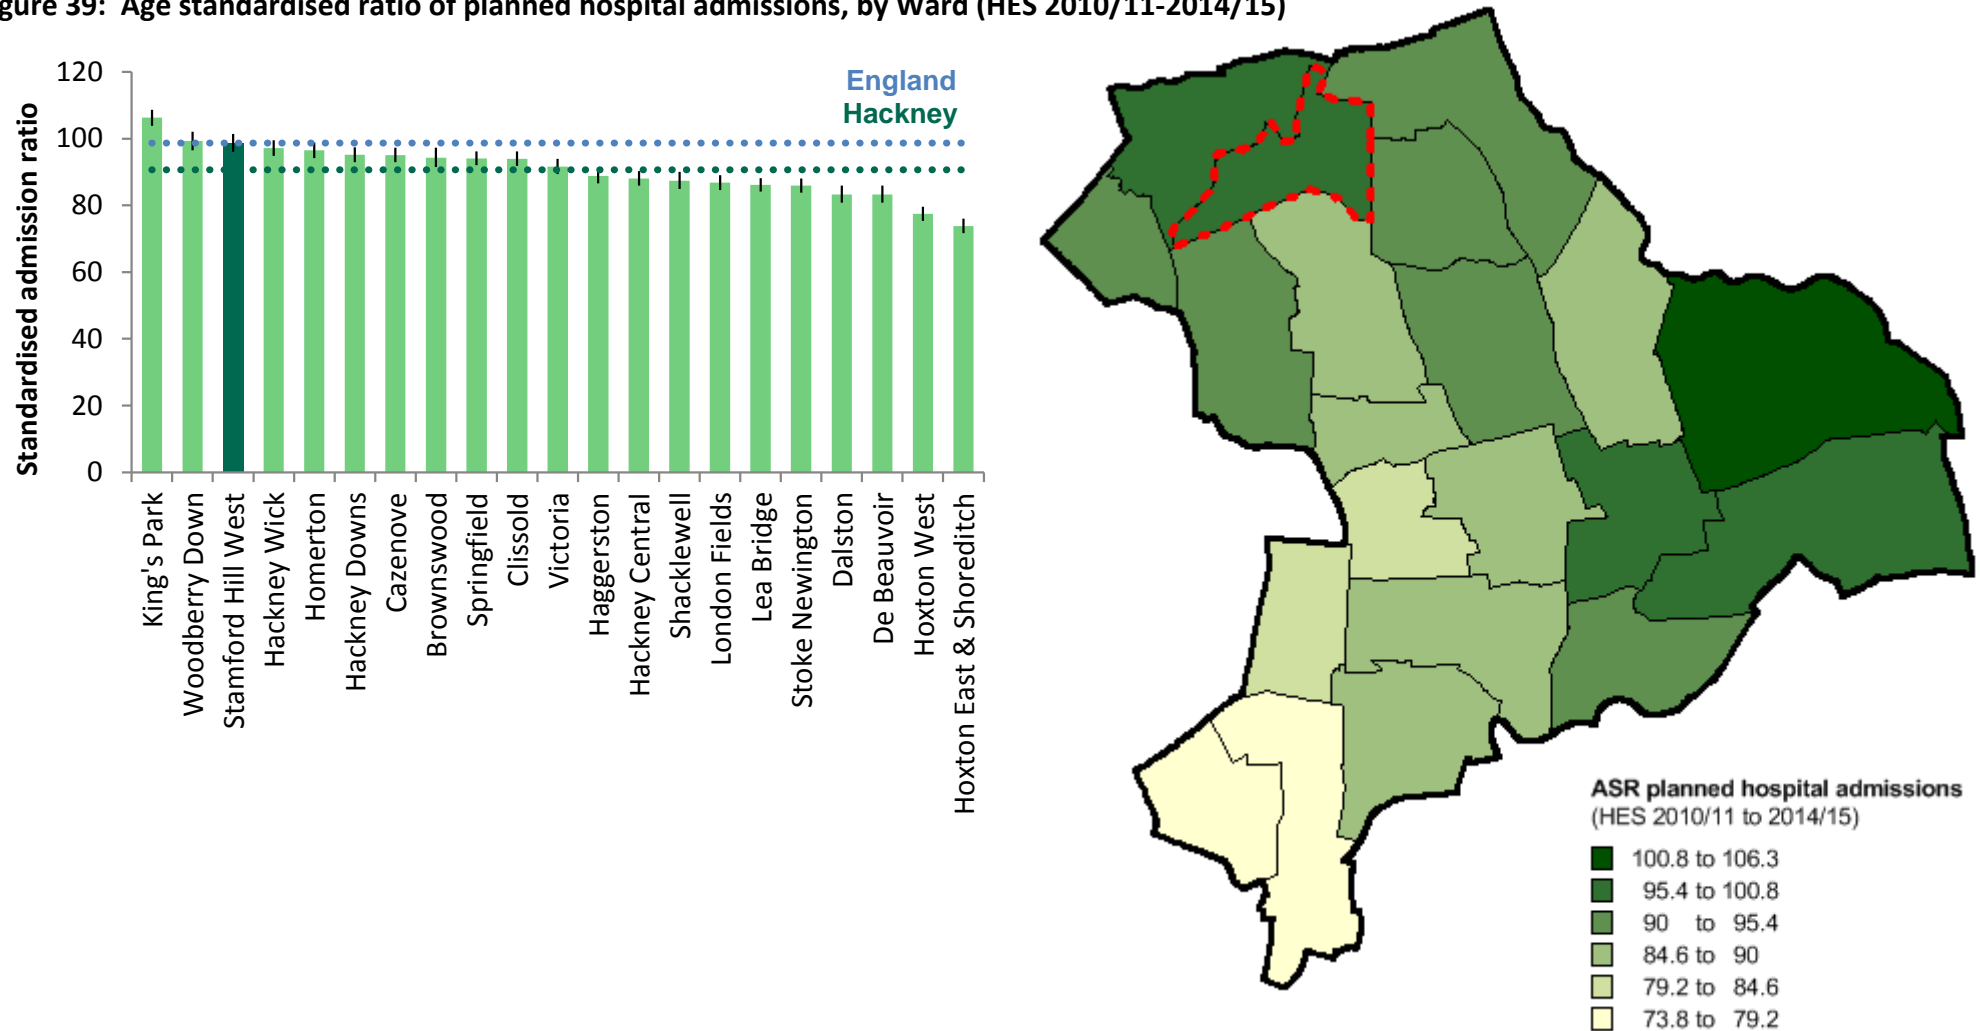 gure 39: Age standardised ratio of planned hospital admissions, by Ward (HES 2010/11-2014/15)
Standardised admission ratio
120
100
80
60
40
20
0
England
Hackney
King's Park
Woodberry Down
Stamford Hill West
Hackney Wick
Homerton
Hackney Downs
Cazenove
Brownswood
Springfield
Clissold
Victoria
Haggerston
Hackney Central
Shacklewell
London Fields
Lea Bridge
Stoke Newington
Dalston
De Beauvoir
Hoxton West
Hoxton East & Shoreditch
ASR planned hospital admissions
(HES 2010/11 to 2014/15)
100.8 to 106.3
95.4 to 100.8
90 to 95.4
84.6 to 90
79.2 to 84.6
73.8 to 79.2